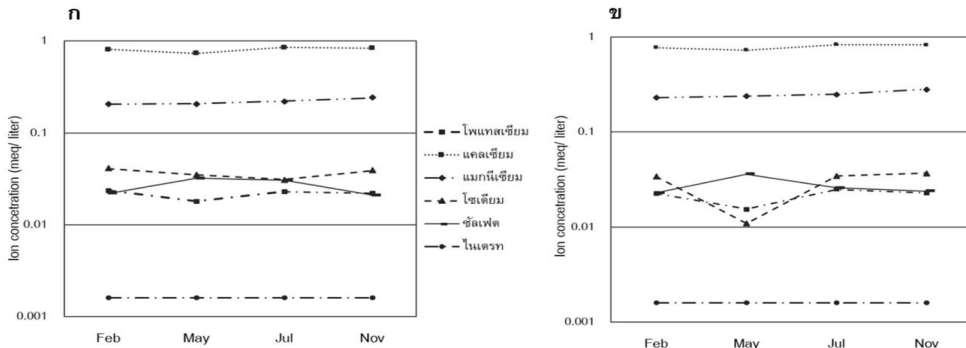 ก
1
0.1
0.01
0.001
Ion concetration (meq/ liter)
Feb May Jul Nov
โพแทสเซียม
แคลเซียม
แมกนีเซียม
โซเดียม
ซัลเฟต
ไนเตรท
ข
1
0.1
0.01
0.001
Ion concetration (meq/ liter)
Feb May Jul Nov